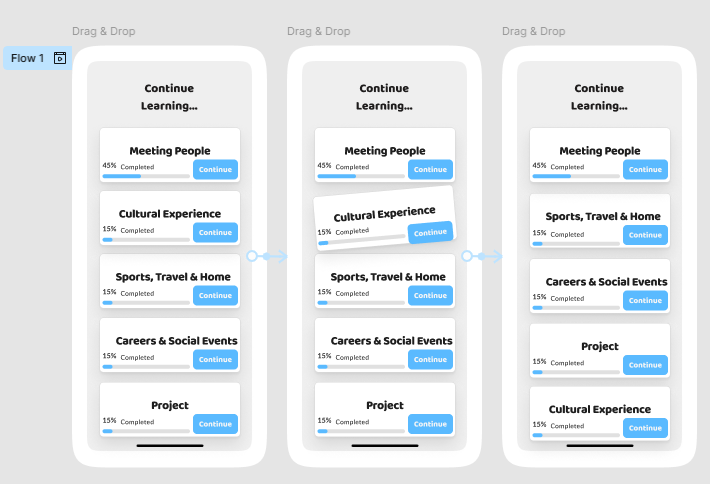 Drag & Drop
Drag & Drop
Drag & Drop
Flow 1
Continue
Learning...
Meeting People
45% Completed
Continue
Cultural Experience
15% Completed
Continue
Sports, Travel & Home
15% Completed
Continue
Careers & Social Events
15% Completed
Continue
Project
15% Completed
Continue
Continue
Learning...
Meeting People
45% Completed
Continue
Cultural Experience
15% Completed
Continue
Sports, Travel & Home
15% Completed
Continue
Careers & Social Events
15% Completed
Continue
Project
15% Completed
Continue
Continue
Learning...
Meeting People
45% Completed
Continue
Sports, Travel & Home
15% Completed
Continue
Careers & Social Events
15% Completed
Continue
Project
15% Completed
Continue
Cultural Experience
15% Completed
Continue